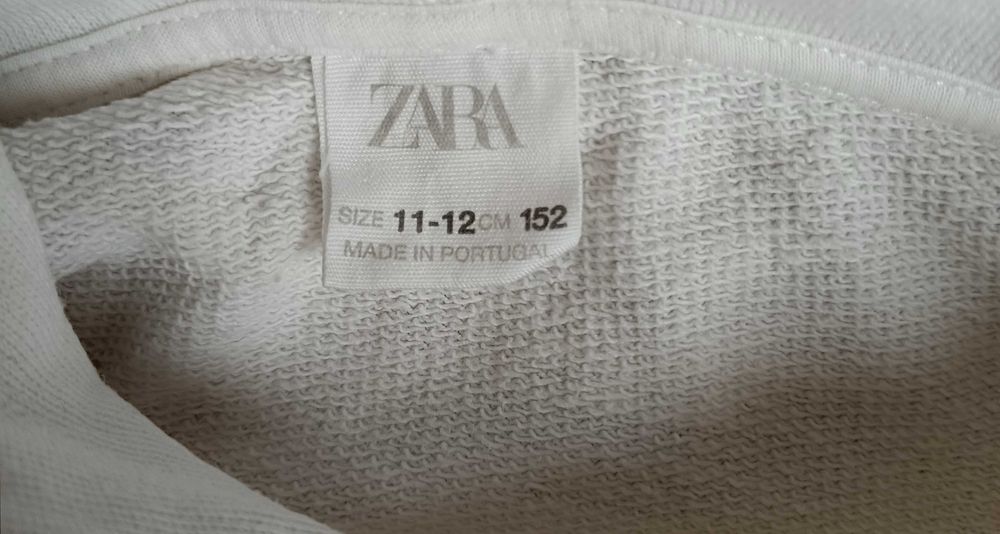 ZARA
SIZE 11-12 CM 152
MADE IN PORTUGAL